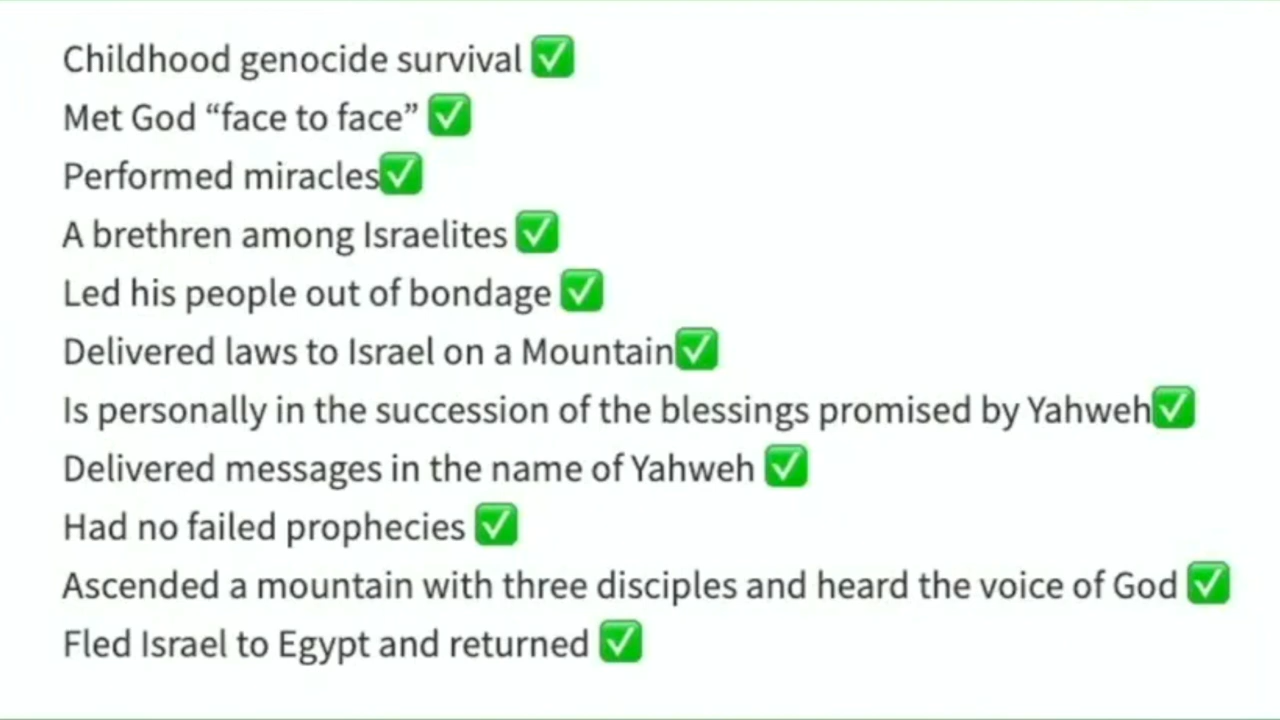 Childhood genocide survival ✅
Met God “face to face” ✅
Performed miracles✅
A brethren among Israelites ✅
Led his people out of bondage ✅
Delivered laws to Israel on a Mountain✅
Is personally in the succession of the blessings promised by Yahweh✅
Delivered messages in the name of Yahweh ✅
Had no failed prophecies ✅
Ascended a mountain with three disciples and heard the voice of God ✅
Fled Israel to Egypt and returned ✅